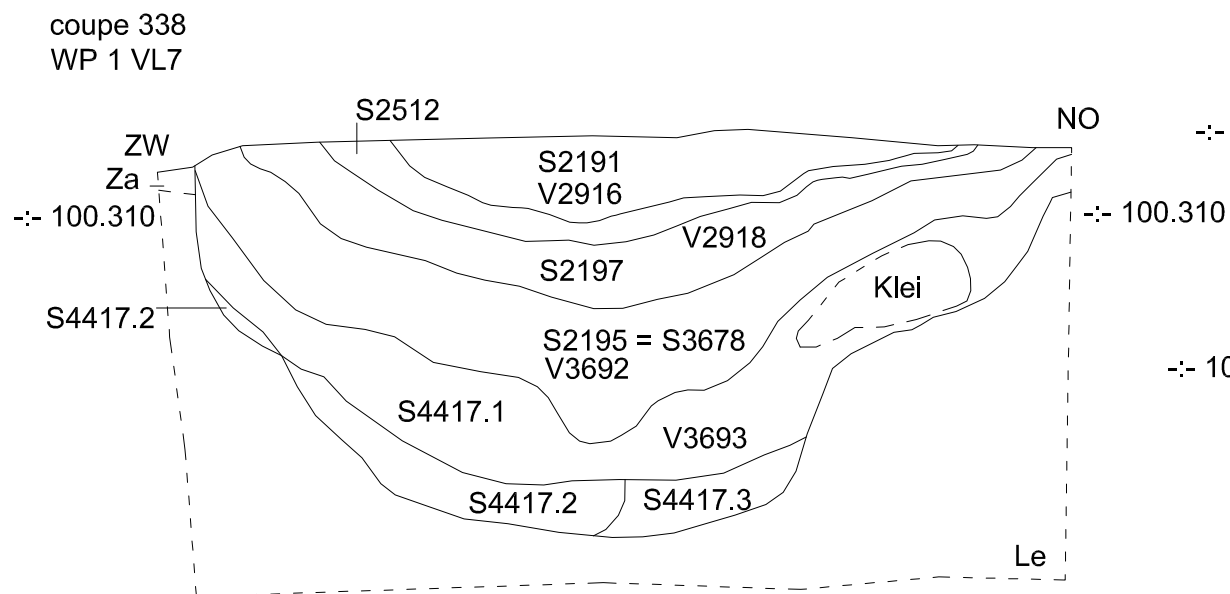 coupe 338
WP 1 VL7
S2512
ZW
NO
-:-
S2191
Za
V2916
-:- 100.310
-:- 100.310
V2918
S2197
Klei
S4417.2
S2195 = S3678
V3692
-:- 10
S4417.1
V3693
S4417.2
S4417.3
Le